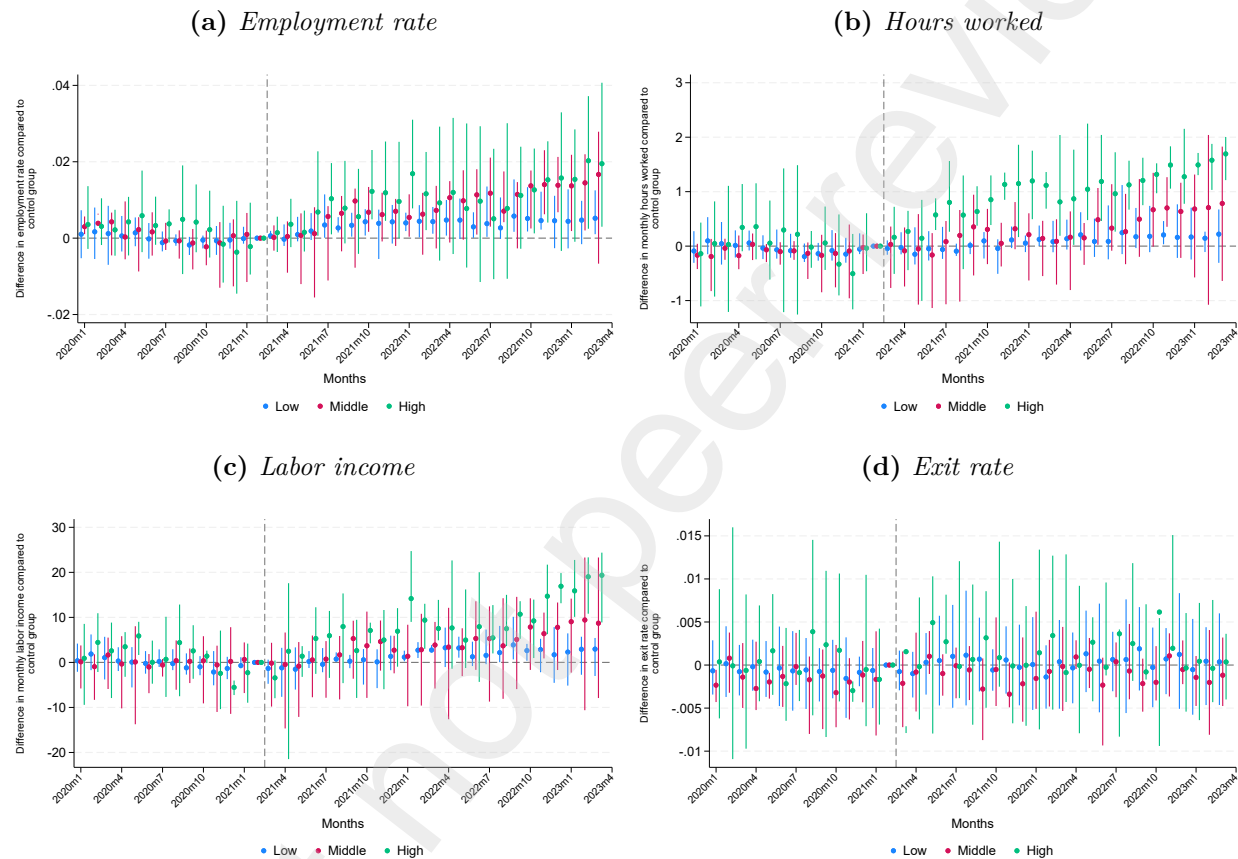 (a) Employment rate
Difference in employment rate compared to
control group
.04
.02
0
-.02
2020m1
2020m4
2020m7
2020m10
2021m1
2021m4
2021m7
2021m10
2022m1
2022m4
2022m7
2022m10
2023m1
2023m4
Months
Low Middle High
(b) Hours worked
Difference in monthly hours worked compared to
control group
3
2
1
0
-1
2020m1
2020m4
2020m7
2020m10
2021m1
2021m4
2021m7
2021m10
2022m1
2022m4
2022m7
2022m10
2023m1
2023m4
Months
Low Middle High
(c) Labor income
Difference in monthly labor income compared to
control group
30
20
10
0
-10
-20
2020m1
2020m4
2020m7
2020m10
2021m1
2021m4
2021m7
2021m10
2022m1
2022m4
2022m7
2022m10
2023m1
2023m4
Months
Low Middle High
(d) Exit rate
Difference in exit rate compared to
control group
.015
.01
.005
0
-.005
-.01
2020m1
2020m4
2020m7
2020m10
2021m1
2021m4
2021m7
2021m10
2022m1
2022m4
2022m7
2022m10
2023m1
2023m4
Months
Low Middle High
not peer review